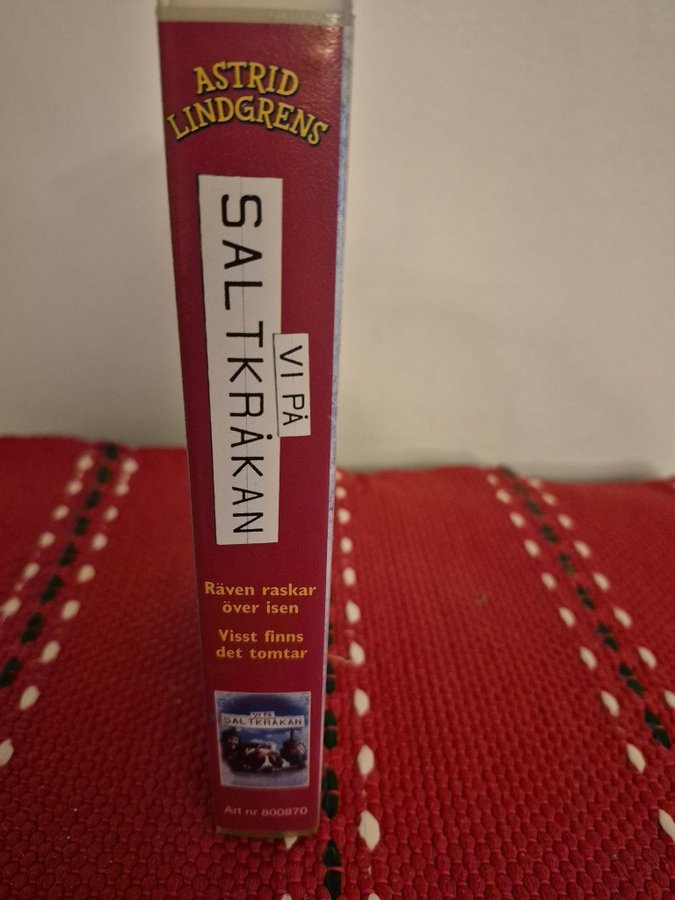 ASTRID
LINDGRENS
VI PÅ
SALTKRÅKAN
Räven raskar
över isen
Visst finns
det tomtar
VI PÅ
SALTKRÅKAN
Art nr 800870